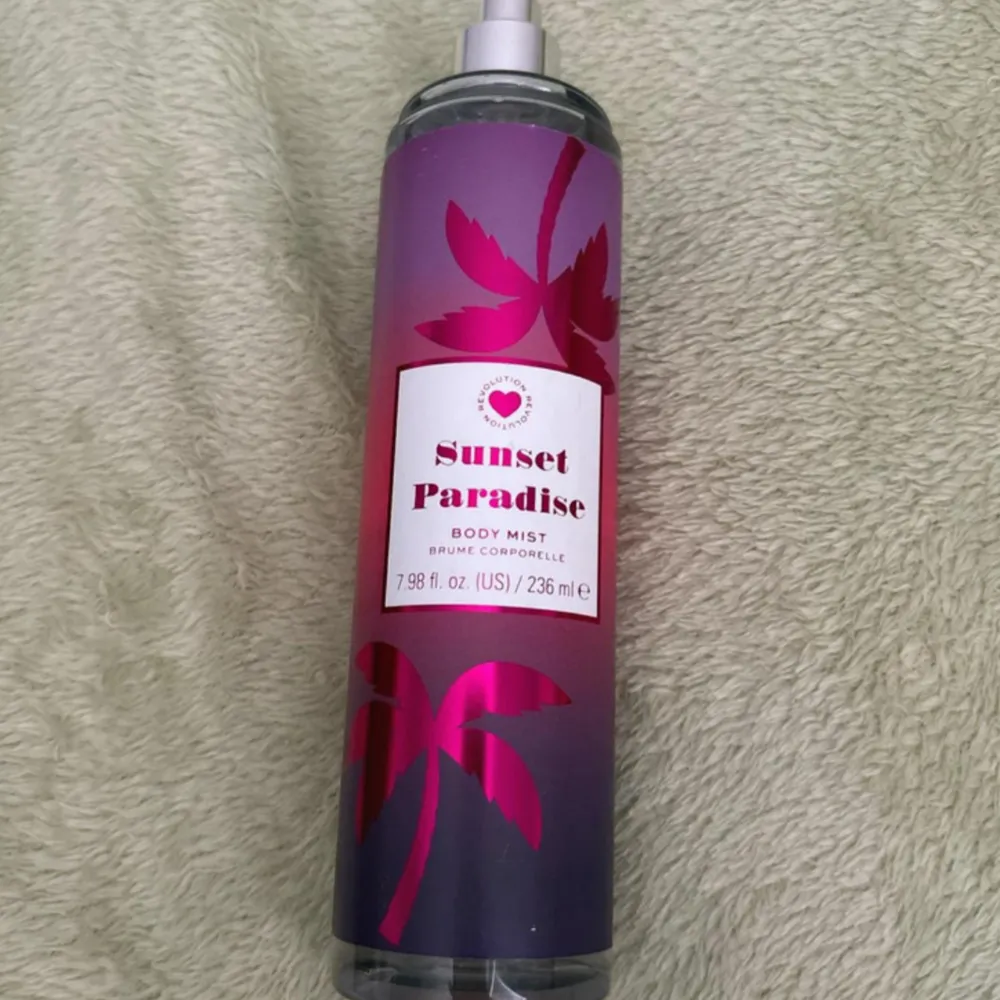 REVOLUTION REVOLUTION
Sunset
Paradise
BODY MIST
BRUME CORPORELLE
7.98 fl. oz. (US) / 236 ml ℮